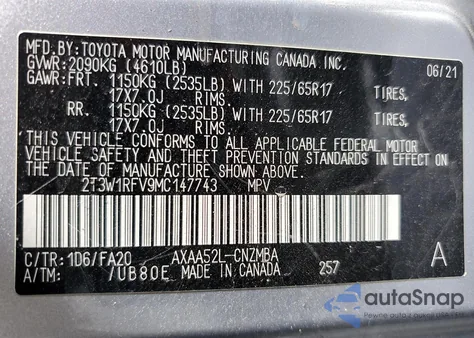 MFD.BY:TOYOTA MOTOR MANUFACTURING CANADA.INC. 06/21
GVWR:2090KG (4610LB)
GAWR:FRT. 1150KG (2535LB) WITH 225/65R17 TIRES,
17X7.0J RIMS.
RR. 1150KG (2535LB) WITH 225/65R17 TIRES,
17X7.0J RIMS.
THIS VEHICLE CONFORMS TO ALL APPLICABLE FEDERAL MOTOR
VEHICLE SAFETY AND THEFT PREVENTION STANDARDS IN EFFECT ON
THE DATE OF MANUFACTURE SHOWN ABOVE.
2T3W1RFV9MC147743 MPV
C/TR:1D6/FA20 AXAA52L-CNZMBA A
A/TM: /UB80E MADE IN CANADA 257
autoSnap